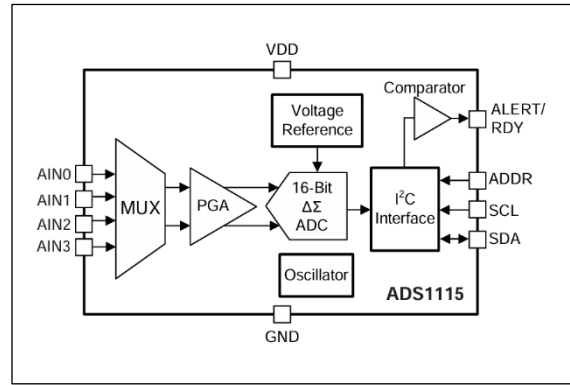 VDD
Comparator
Voltage
Reference
ALERT/
RDY
AIN0
AIN1
AIN2
AIN3
MUX
PGA
16-Bit
ΔΣ
ADC
I²C
Interface
ADDR
SCL
SDA
Oscillator
ADS1115
GND